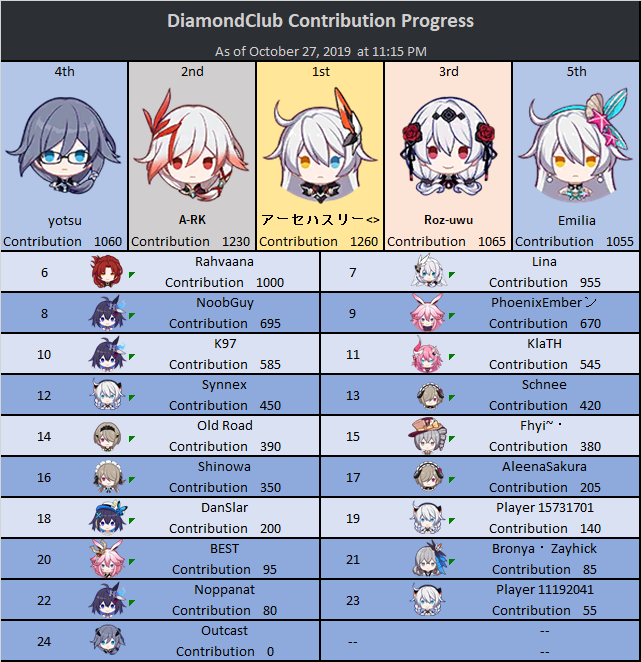 DiamondClub Contribution Progress
As of October 27, 2019 at 11:15 PM
4th
2nd
1st
3rd
5th
yotsu
A-RK
アーセハスリー<>
Roz-uwu
Emilia
Contribution 1060
Contribution 1230
Contribution 1260
Contribution 1065
Contribution 1055
6 Rahvaana
Contribution 1000
7 Lina
Contribution 955
8 NoobGuy
Contribution 695
9 PhoenixEmberン
Contribution 670
10 K97
Contribution 585
11 KlaTH
Contribution 545
12 Synnex
Contribution 450
13 Schnee
Contribution 420
14 Old Road
Contribution 390
15 Fhyi~・
Contribution 380
16 Shinowa
Contribution 350
17 AleenaSakura
Contribution 205
18 DanSlar
Contribution 200
19 Player 15731701
Contribution 140
20 BEST
Contribution 95
21 Bronya・Zayhick
Contribution 85
22 Noppanat
Contribution 80
23 Player 11192041
Contribution 55
24 Outcast
Contribution 0
-- --
--